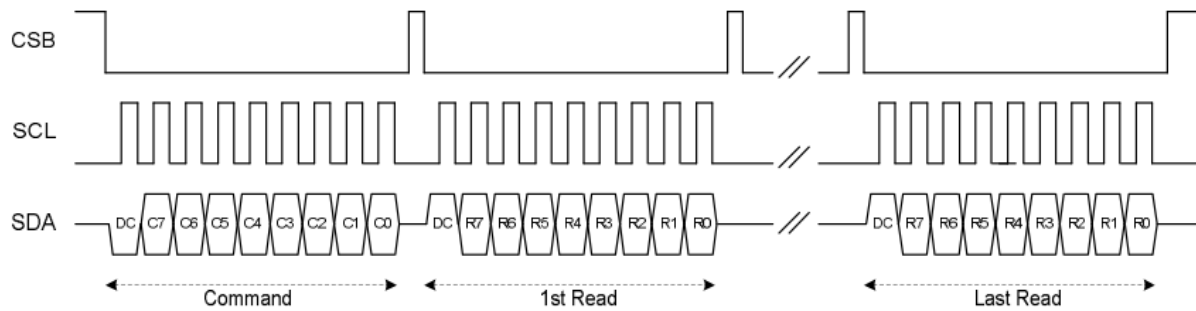 CSB
SCL
SDA DC C7 C6 C5 C4 C3 C2 C1 C0 DC R7 R6 R5 R4 R3 R2 R1 R0 DC R7 R6 R5 R4 R3 R2 R1 R0
Command 1st Read Last Read